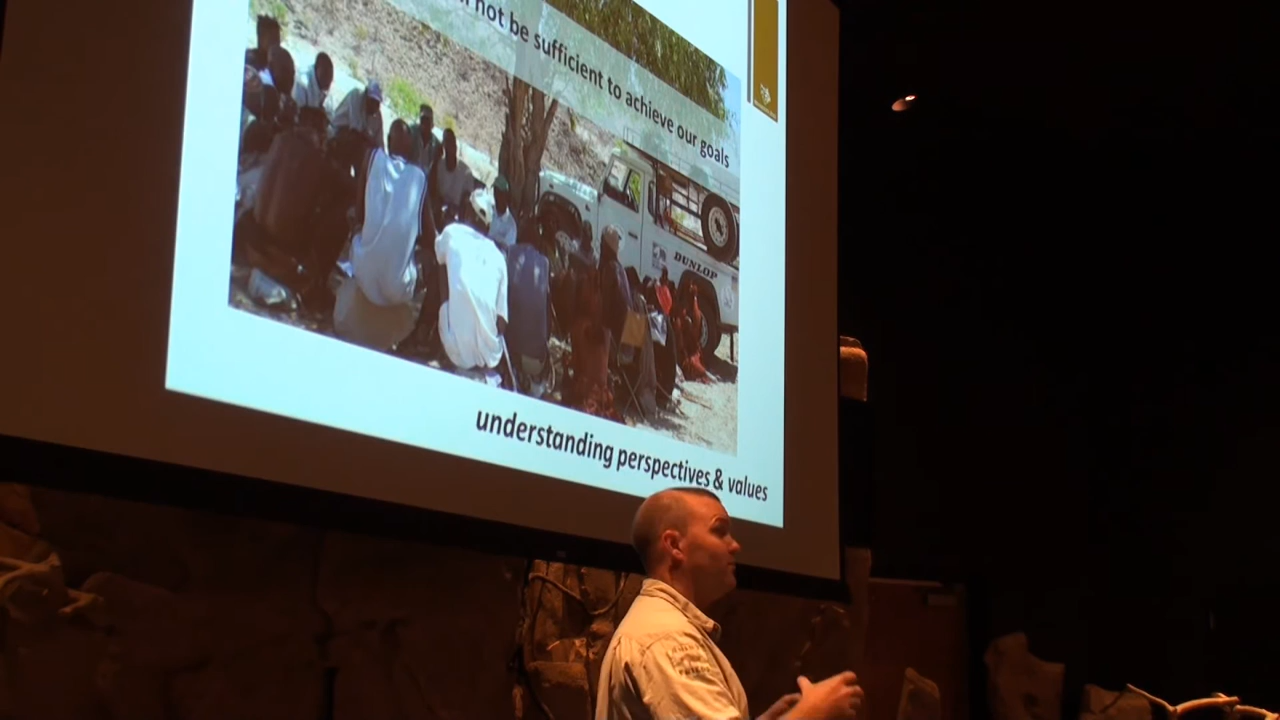 not be sufficient to achieve our goals
DUNLOP
understanding perspectives & values